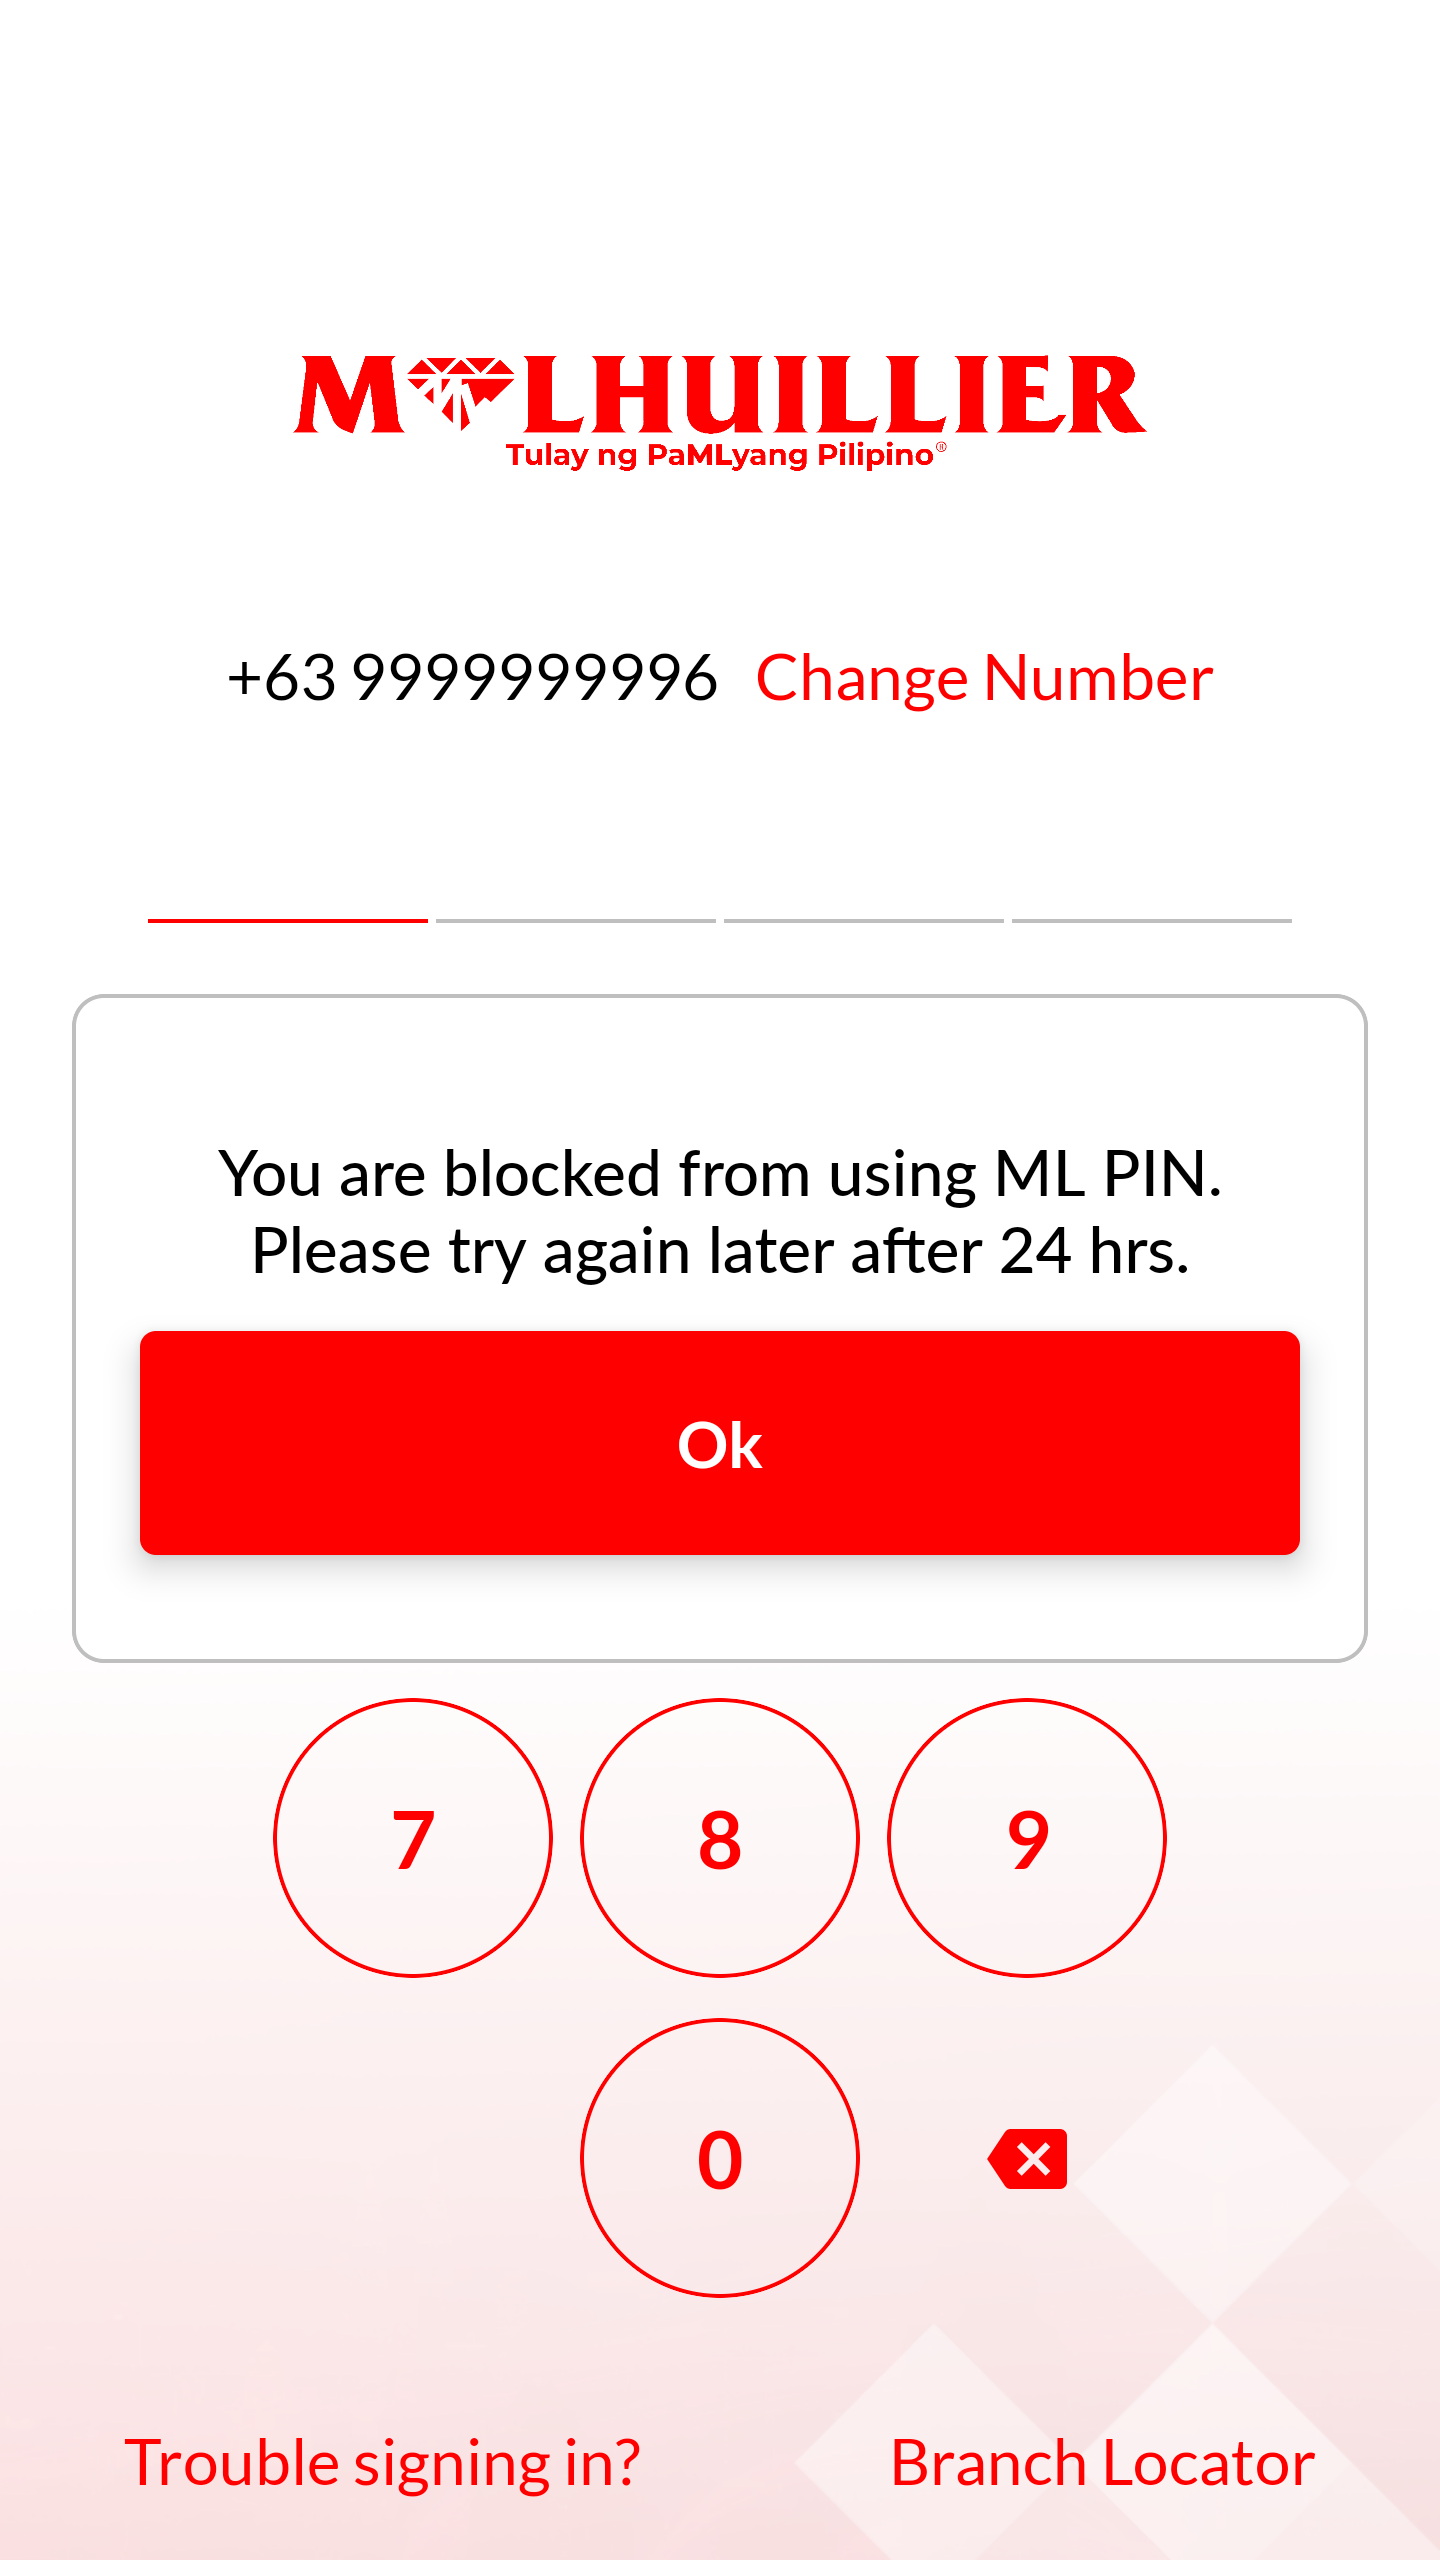 M LHUILLIER
Tulay ng PaMLyang Pilipino®
+63 9999999996 Change Number
You are blocked from using ML PIN.
Please try again later after 24 hrs.
Ok
7 8 9
0
Trouble signing in? Branch Locator